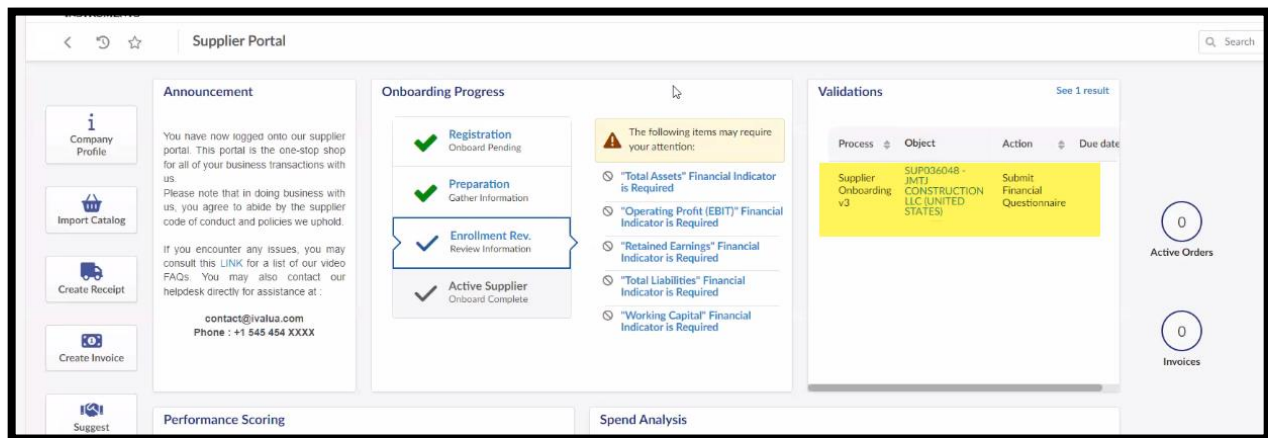 Supplier Portal
Search
i
Company
Profile
Import Catalog
Create Receipt
Create Invoice
Suggest
Announcement
You have now logged onto our supplier
portal. This portal is the one-stop shop
for all of your business transactions with
us.
Please note that in doing business with
us, you agree to abide by the supplier
code of conduct and policies we uphold.
If you encounter any issues, you may
consult this LINK for a list of our video
FAQs. You may also contact our
helpdesk directly for assistance at :
contact@ivalua.com
Phone : +1 545 454 XXXX
Onboarding Progress
Registration
Onboard Pending
Preparation
Gather Information
Enrollment Rev.
Review Information
Active Supplier
Onboard Complete
The following items may require
your attention:
"Total Assets" Financial Indicator
is Required
"Operating Profit (EBIT)" Financial
Indicator is Required
"Retained Earnings" Financial
Indicator is Required
"Total Liabilities" Financial
Indicator is Required
"Working Capital" Financial
Indicator is Required
Validations
See 1 result
Process Object Action Due date
Supplier
Onboarding
v3
SUP036048 -
JMTJ
CONSTRUCTION
LLC (UNITED
STATES)
Submit
Financial
Questionnaire
0
Active Orders
0
Invoices
Performance Scoring
Spend Analysis